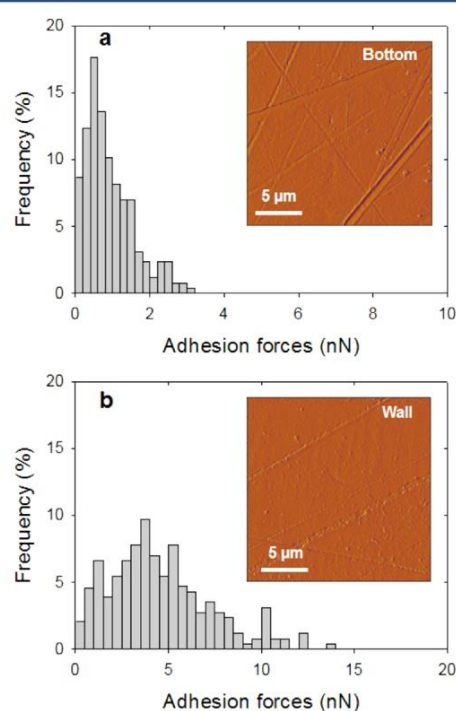 20
a
Bottom
15
Frequency (%)
10
5
5 µm
0
0 2 4 6 8 10
Adhesion forces (nN)
20
b
Wall
15
Frequency (%)
10
5
5 µm
0
0 5 10 15 20
Adhesion forces (nN)